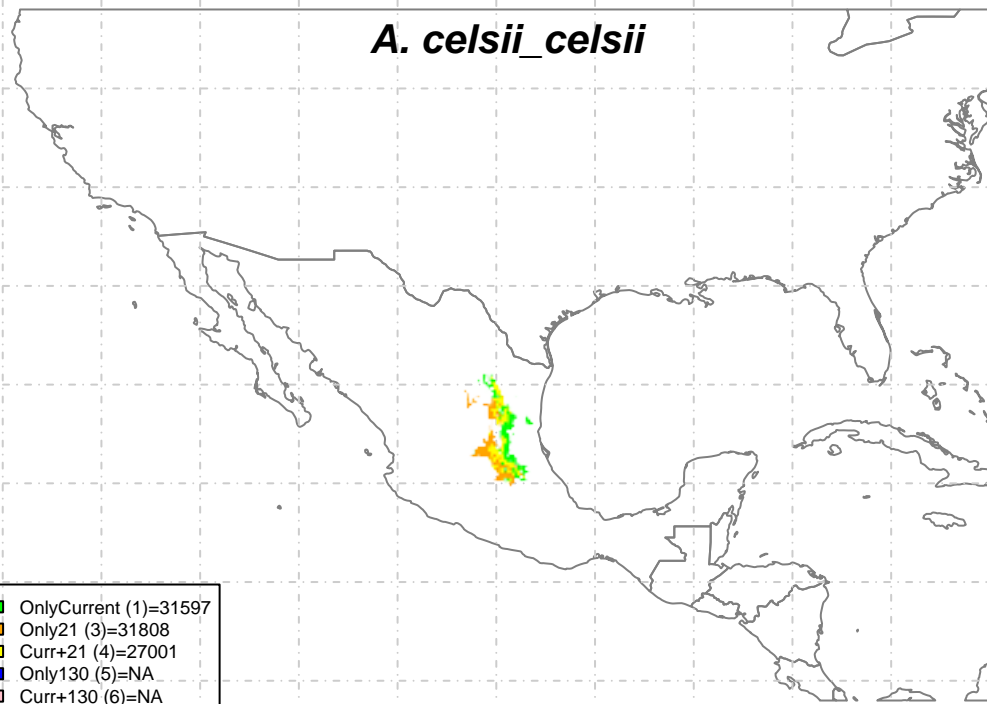 A. celsii_celsii
OnlyCurrent (1)=31597
Only21 (3)=31808
Curr+21 (4)=27001
Only130 (5)=NA
Curr+130 (6)=NA